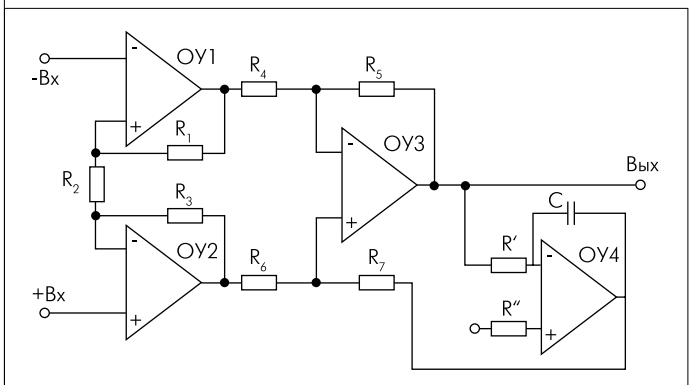 -Вх
-
+
ОУ1
R₄
R₅
R₁
R₂
-
+
ОУ3
Вых
R₃
-
+
ОУ2
R₆
R₇
C
R′
-
+
ОУ4
R″
+Вх